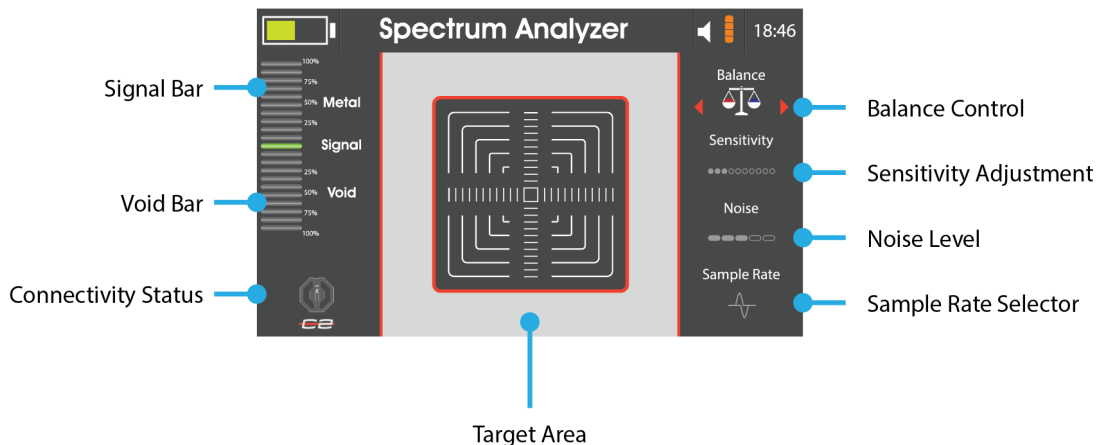 Spectrum Analyzer
18:46
Signal Bar
100%
75%
50%
Metal
25%
Signal
25%
50%
Void
75%
100%
Void Bar
Connectivity Status
C2
Balance
Balance Control
Sensitivity
Sensitivity Adjustment
Noise
Noise Level
Sample Rate
Sample Rate Selector
Target Area